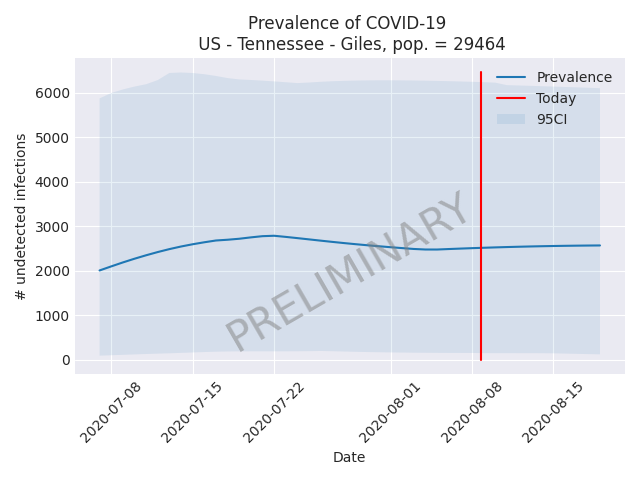 Prevalence of COVID-19
US - Tennessee - Giles, pop. = 29464
# undetected infections
6000
5000
4000
3000
2000
1000
0
Prevalence
Today
95CI
PRELIMINARY
2020-07-08
2020-07-15
2020-07-22
2020-08-01
2020-08-08
2020-08-15
Date